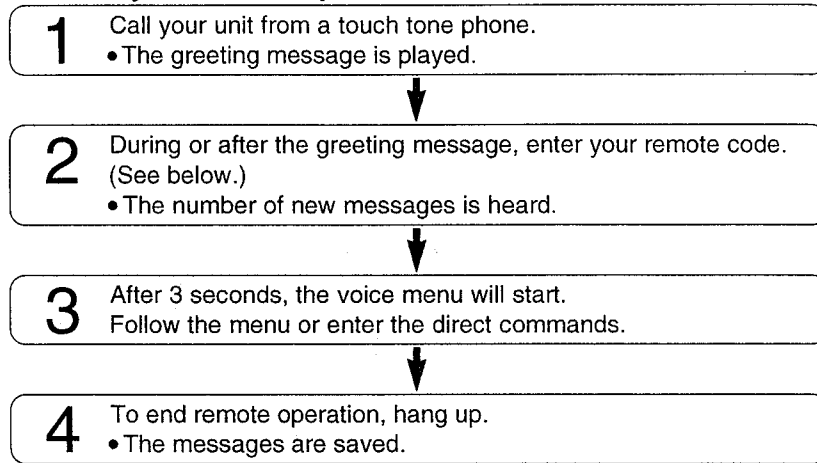 1
Call your unit from a touch tone phone.
•The greeting message is played.
2
During or after the greeting message, enter your remote code.
(See below.)
•The number of new messages is heard.
3
After 3 seconds, the voice menu will start.
Follow the menu or enter the direct commands.
4
To end remote operation, hang up.
•The messages are saved.